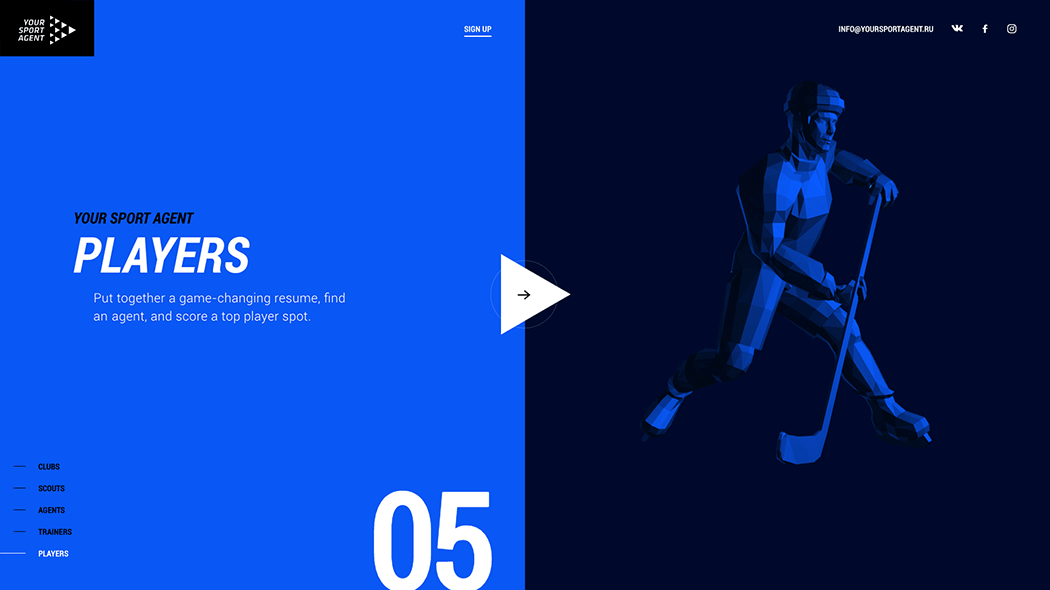 YOUR
SPORT
AGENT
SIGN UP
INFO@YOURSPORTAGENT.RU
YOUR SPORT AGENT
PLAYERS
Put together a game-changing resume, find
an agent, and score a top player spot.
CLUBS
SCOUTS
AGENTS
TRAINERS
PLAYERS
05